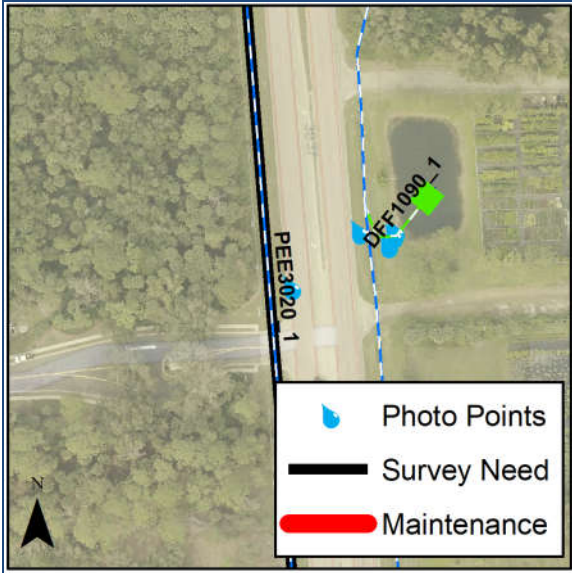 DFF1090_1
PEE3020_1
Photo Points
Survey Need
Maintenance
N